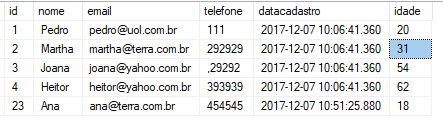 id nome email telefone datacadastro idade
1 Pedro pedro@uol.com.br 111 2017-12-07 10:06:41.360 20
2 Martha martha@terra.com.br 292929 2017-12-07 10:06:41.360 31
3 Joana joana@yahoo.com.br ,29292 2017-12-07 10:06:41.360 54
4 Heitor heitor@yahoo.com.br 393939 2017-12-07 10:06:41.360 62
23 Ana ana@terra.com.br 454545 2017-12-07 10:51:25.880 18